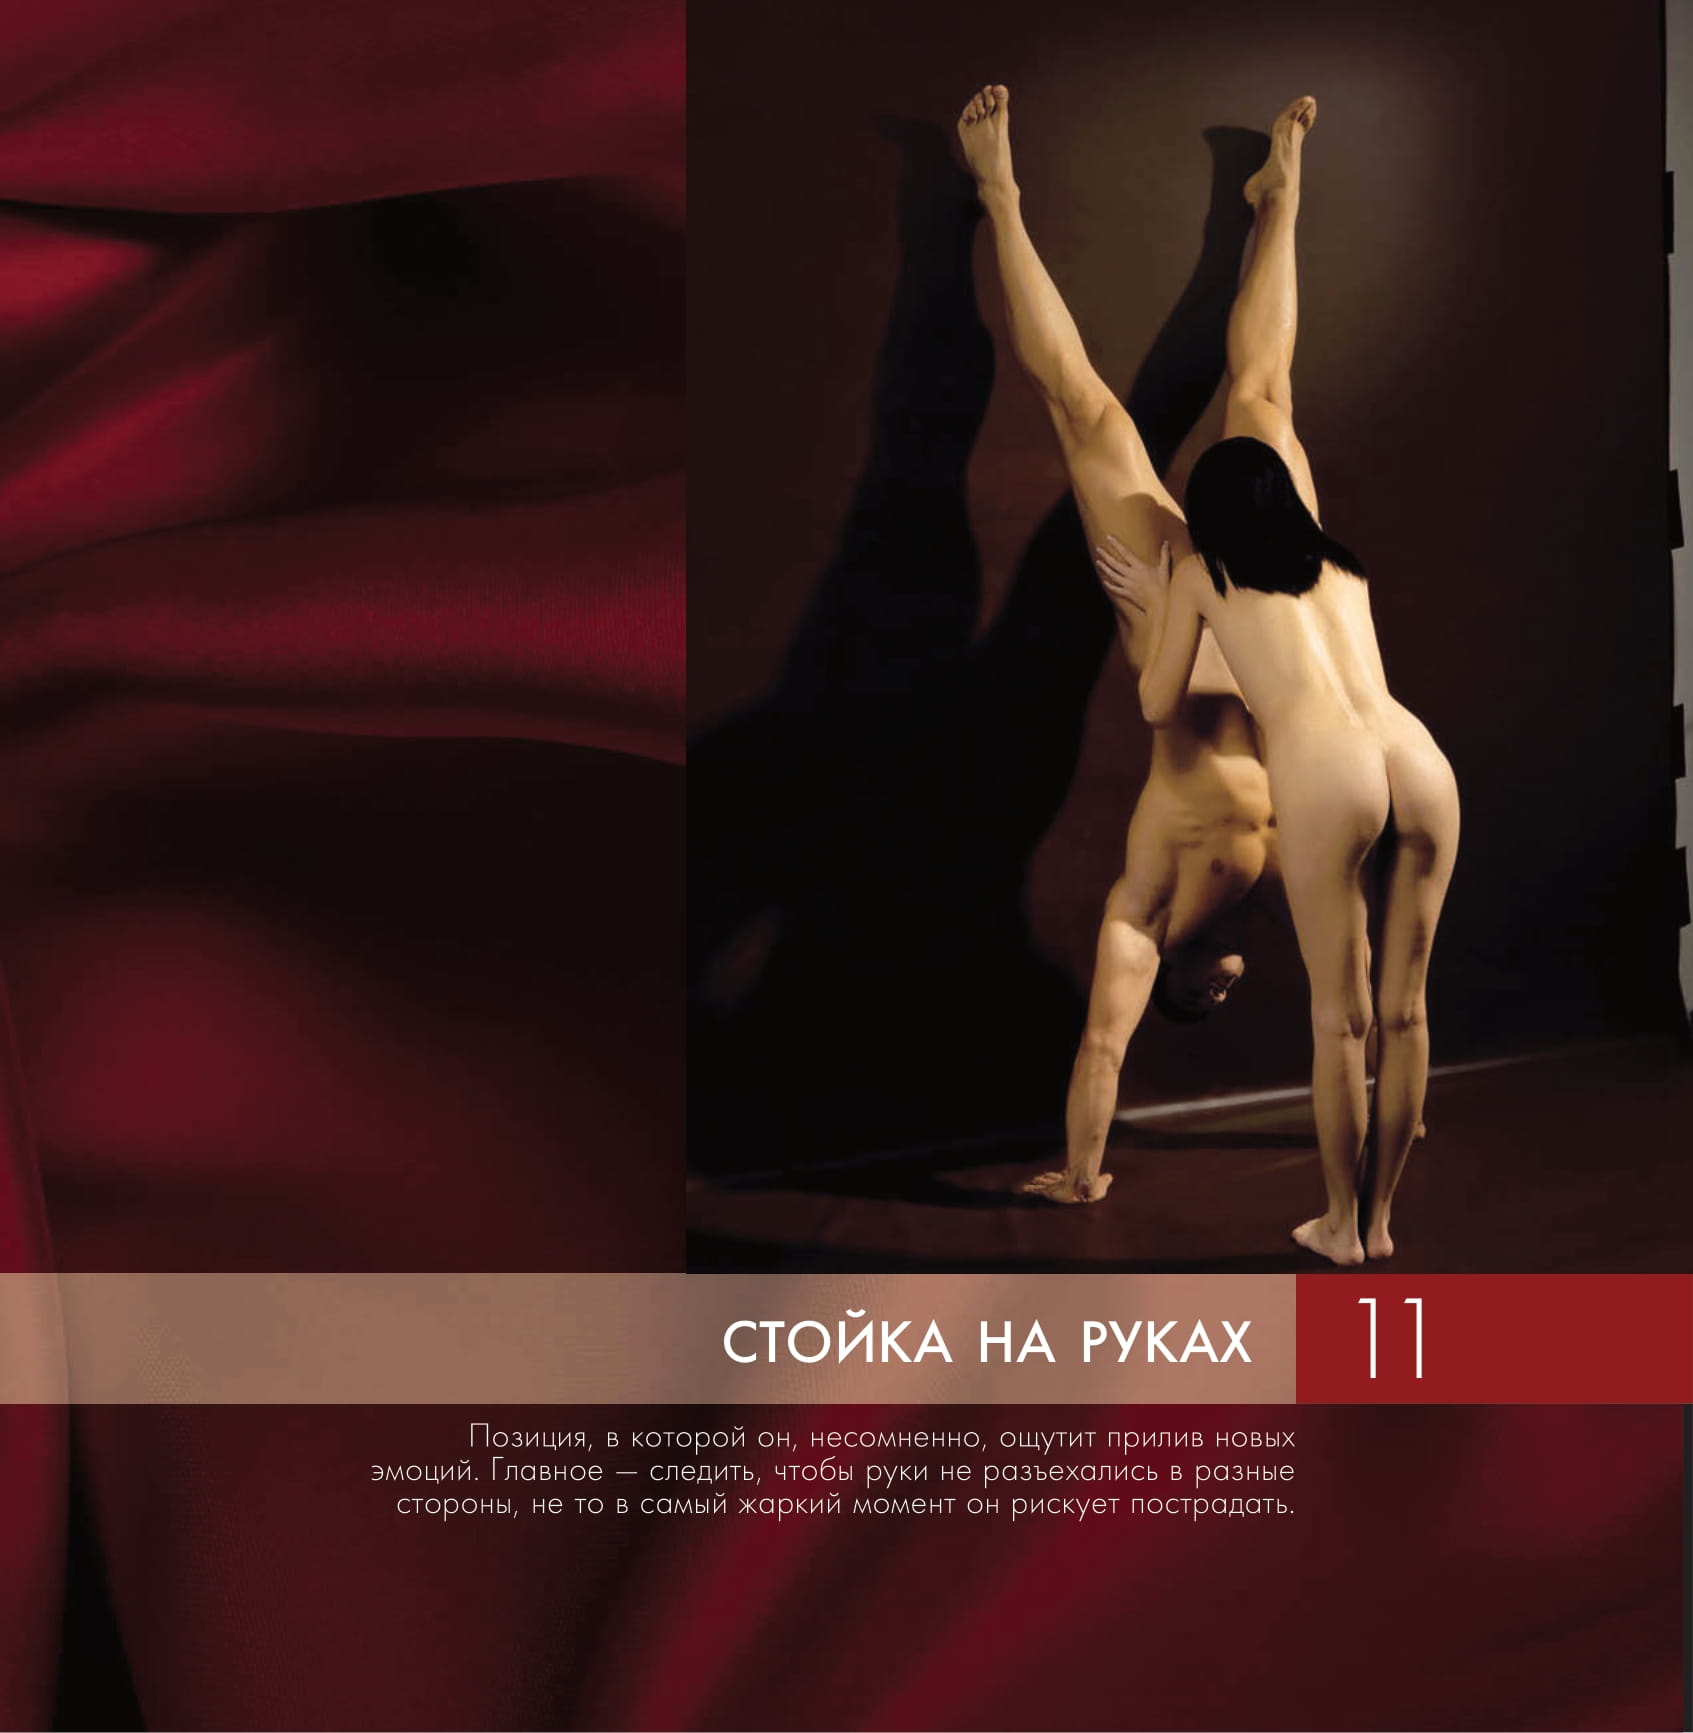 СТОЙКА НА РУКАХ 11
Позиция, в которой он, несомненно, ощутит прилив новых
эмоций. Главное — следить, чтобы руки не разъехались в разные
стороны, не то в самый жаркий момент он рискует пострадать.